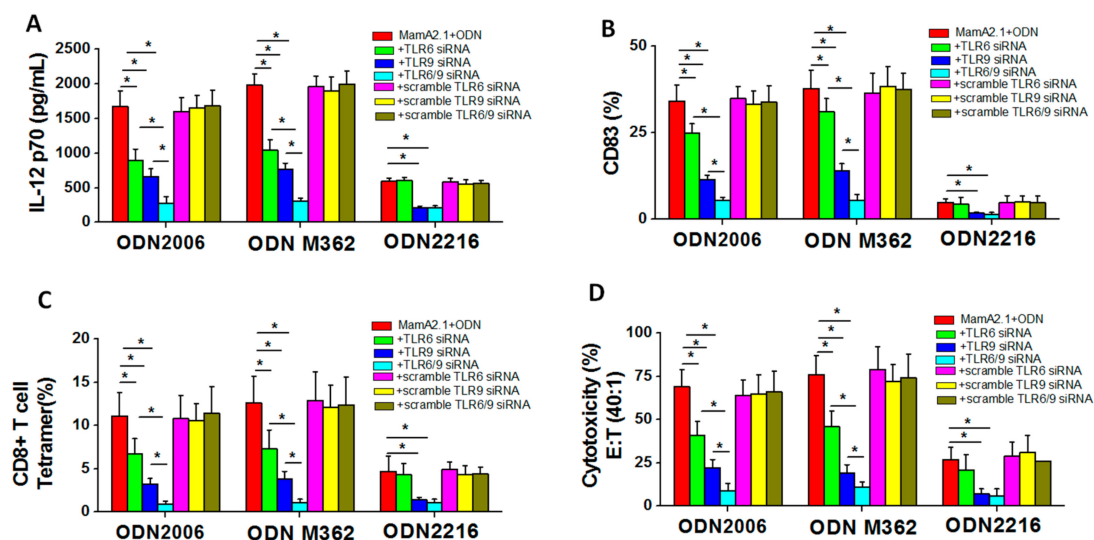 A
IL-12 p70 (pg/mL)
2500
2000
1500
1000
500
0
* * * * * * * * * * * *
MamA2.1+ODN
+TLR6 siRNA
+TLR9 siRNA
+TLR6/9 siRNA
+scramble TLR6 siRNA
+scramble TLR9 siRNA
+scramble TLR6/9 siRNA
ODN2006 ODN M362 ODN2216
B
CD83 (%)
50
25
0
* * * * * * * * * * * *
MamA2.1+ODN
+TLR6 siRNA
+TLR9 siRNA
+TLR6/9 siRNA
+scramble TLR6 siRNA
+scramble TLR9 siRNA
+scramble TLR6/9 siRNA
ODN2006 ODN M362 ODN2216
C
CD8+ T cell
Tetramer(%)
20
15
10
5
0
* * * * * * * * * * * *
MamA2.1+ODN
+TLR6 siRNA
+TLR9 siRNA
+TLR6/9 siRNA
+scramble TLR6 siRNA
+scramble TLR9 siRNA
+scramble TLR6/9 siRNA
ODN2006 ODN M362 ODN2216
D
Cytotoxicity (%)
E:T (40:1)
100
75
50
25
0
* * * * * * * * * * * *
MamA2.1+ODN
+TLR6 siRNA
+TLR9 siRNA
+TLR6/9 siRNA
+scramble TLR6 siRNA
+scramble TLR9 siRNA
+scramble TLR6/9 siRNA
ODN2006 ODN M362 ODN2216